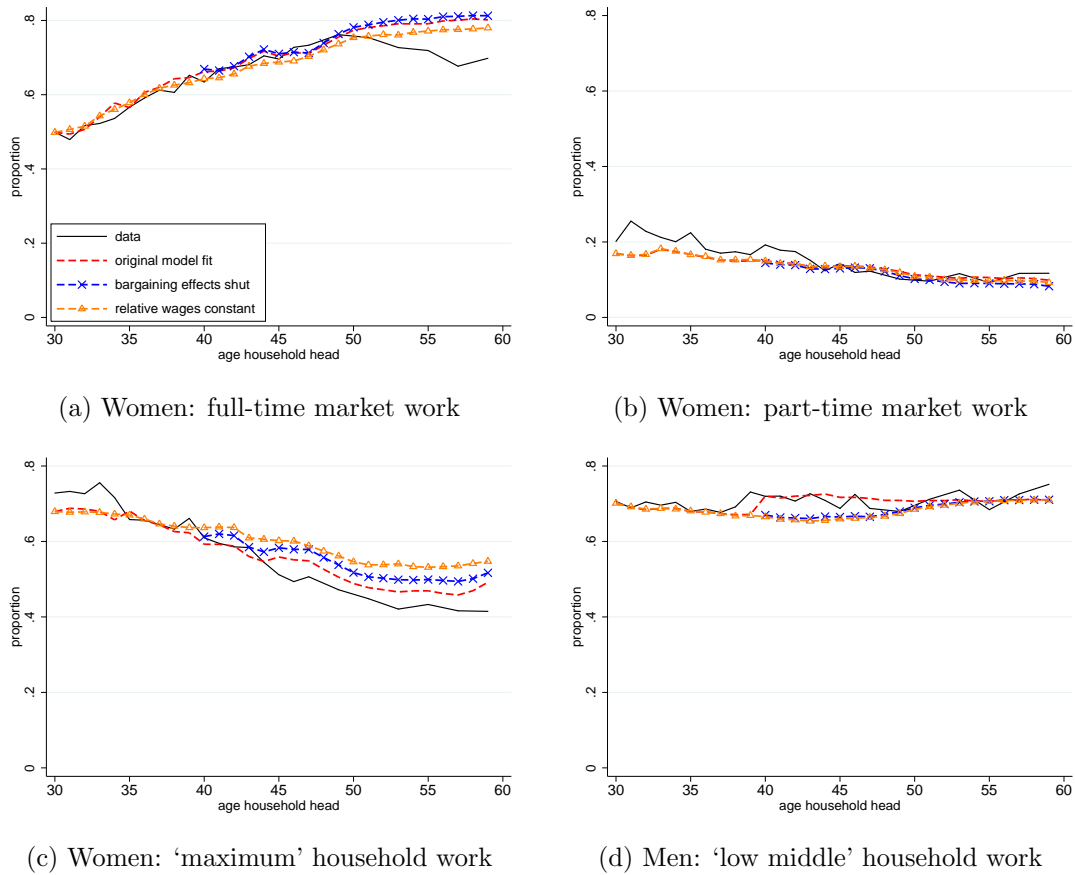 proportion
0 .2 .4 .6 .8
data
original model fit
bargaining effects shut
relative wages constant
30 35 40 45 50 55 60
age household head
(a) Women: full-time market work
proportion
0 .2 .4 .6 .8
30 35 40 45 50 55 60
age household head
(b) Women: part-time market work
proportion
0 .2 .4 .6 .8
30 35 40 45 50 55 60
age household head
(c) Women: ‘maximum’ household work
proportion
0 .2 .4 .6 .8
30 35 40 45 50 55 60
age household head
(d) Men: ‘low middle’ household work